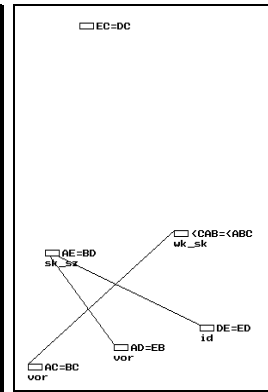 EC=DC
<CAB=<ABC
wk_sk
AE=BD
sk_sz
DE=ED
id
AD=EB
vor
AC=BC
vor